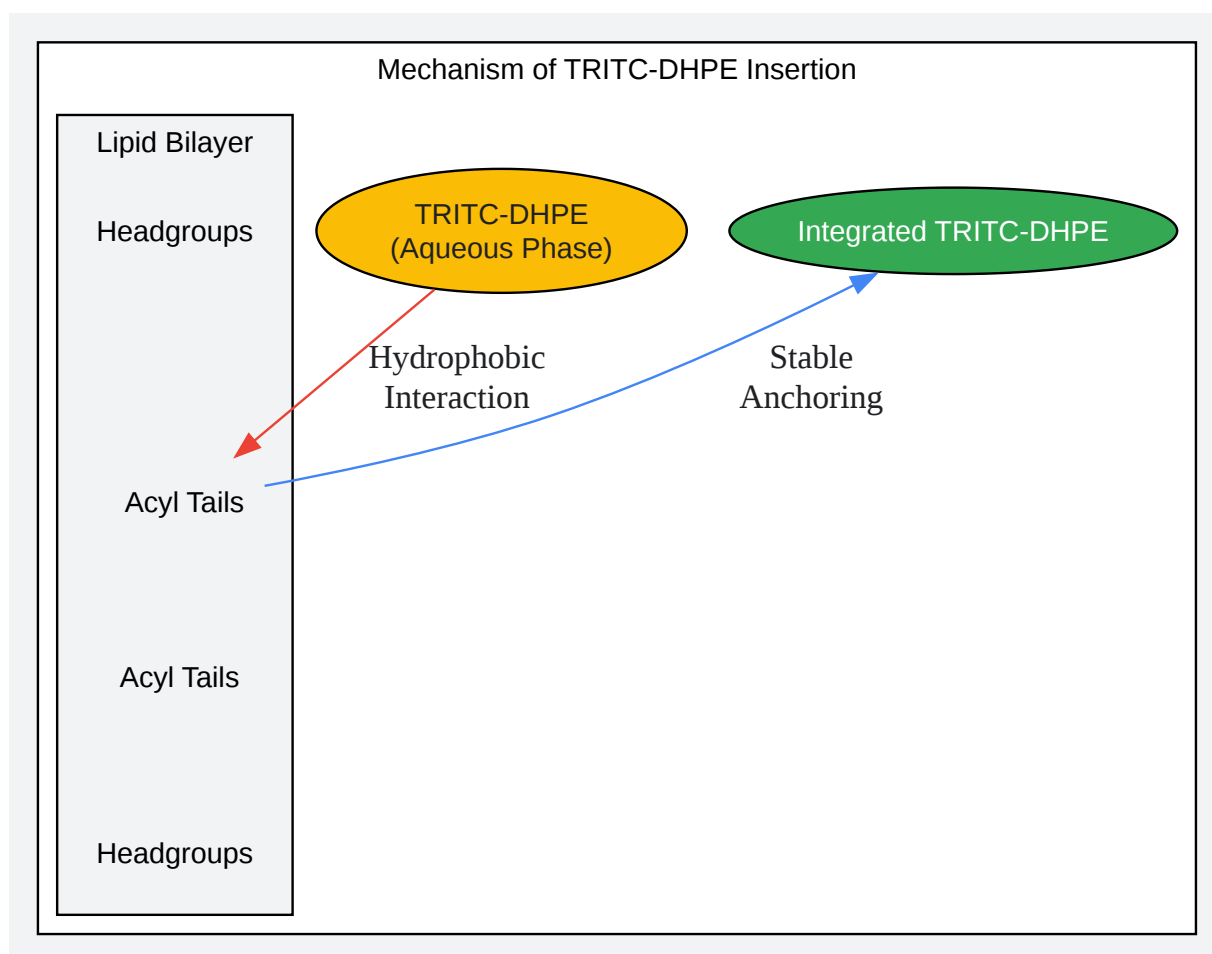 Mechanism of TRITC-DHPE Insertion
Lipid Bilayer
Headgroups
TRITC-DHPE
(Aqueous Phase)
Integrated TRITC-DHPE
Hydrophobic
Interaction
Stable
Anchoring
Acyl Tails
Acyl Tails
Headgroups